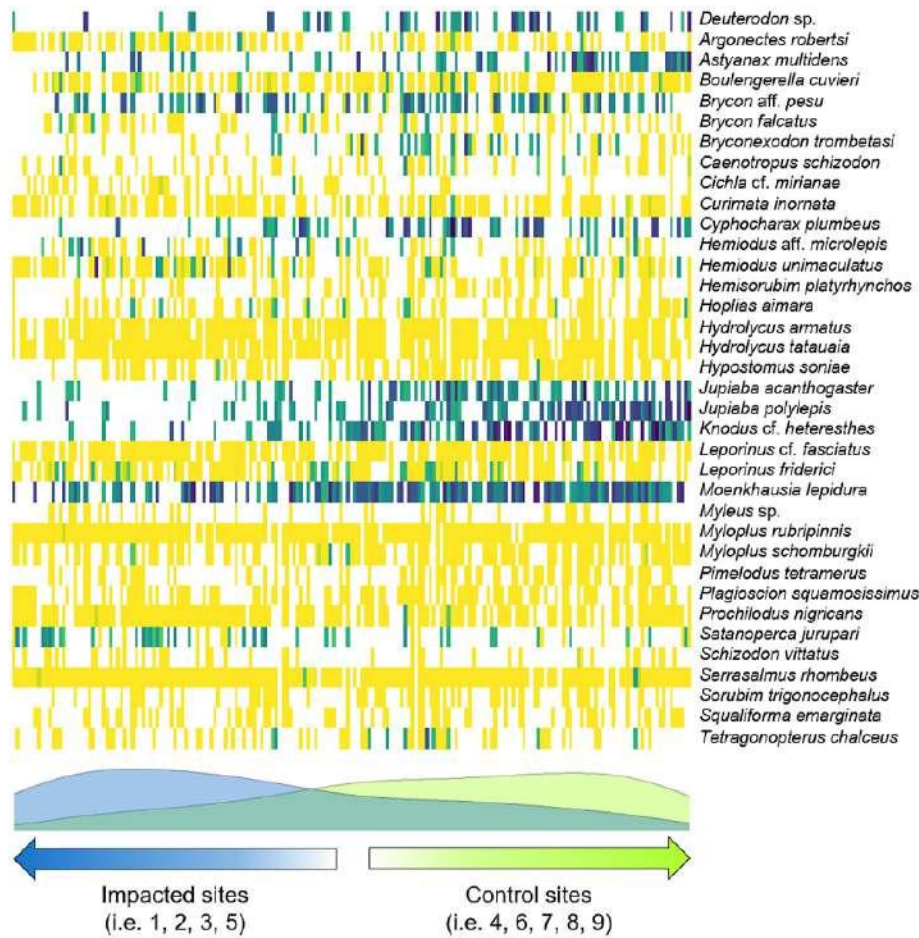 Deuterodon sp.
Argonectes robertsi
Astyanax multidens
Boulengerella cuvieri
Brycon aff. pesu
Brycon falcatus
Bryconexodon trombetasi
Caenotropus schizodon
Cichla cf. mirianae
Curimata inornata
Cyphocharax plumbeus
Hemiodus aff. microlepis
Hemiodus unimaculatus
Hemisorubim platyrhynchos
Hoplias aimara
Hydrolycus armatus
Hydrolycus tatauaia
Hypostomus soniae
Jupiaba acanthogaster
Jupiaba polylepis
Knodus cf. heteresthes
Leporinus cf. fasciatus
Leporinus friderici
Moenkhausia lepidura
Myleus sp.
Myloplus rubripinnis
Myloplus schomburgkii
Pimelodus tetramerus
Plagioscion squamosissimus
Prochilodus nigricans
Satanoperca jurupari
Schizodon vittatus
Serrasalmus rhombeus
Sorubim trigonocephalus
Squaliforma emarginata
Tetragonopterus chalceus
Impacted sites
(i.e. 1, 2, 3, 5)
Control sites
(i.e. 4, 6, 7, 8, 9)